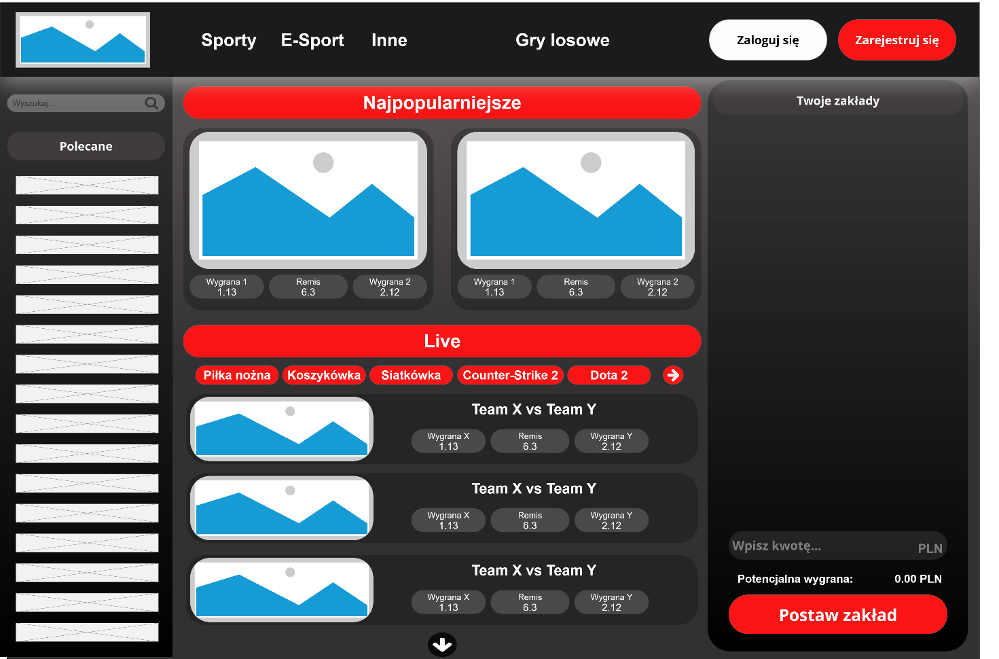 Sporty E-Sport Inne Gry losowe Zaloguj się Zarejestruj się
Wyszukaj...
Polecane
Najpopularniejsze
Wygrana 1 Remis Wygrana 2
1.13 6.3 2.12
Wygrana 1 Remis Wygrana 2
1.13 6.3 2.12
Live
Piłka nożna Koszykówka Siatkówka Counter-Strike 2 Dota 2
Team X vs Team Y
Wygrana X Remis Wygrana Y
1.13 6.3 2.12
Team X vs Team Y
Wygrana X Remis Wygrana Y
1.13 6.3 2.12
Team X vs Team Y
Wygrana X Remis Wygrana Y
1.13 6.3 2.12
Twoje zakłady
Wpisz kwotę... PLN
Potencjalna wygrana: 0.00 PLN
Postaw zakład